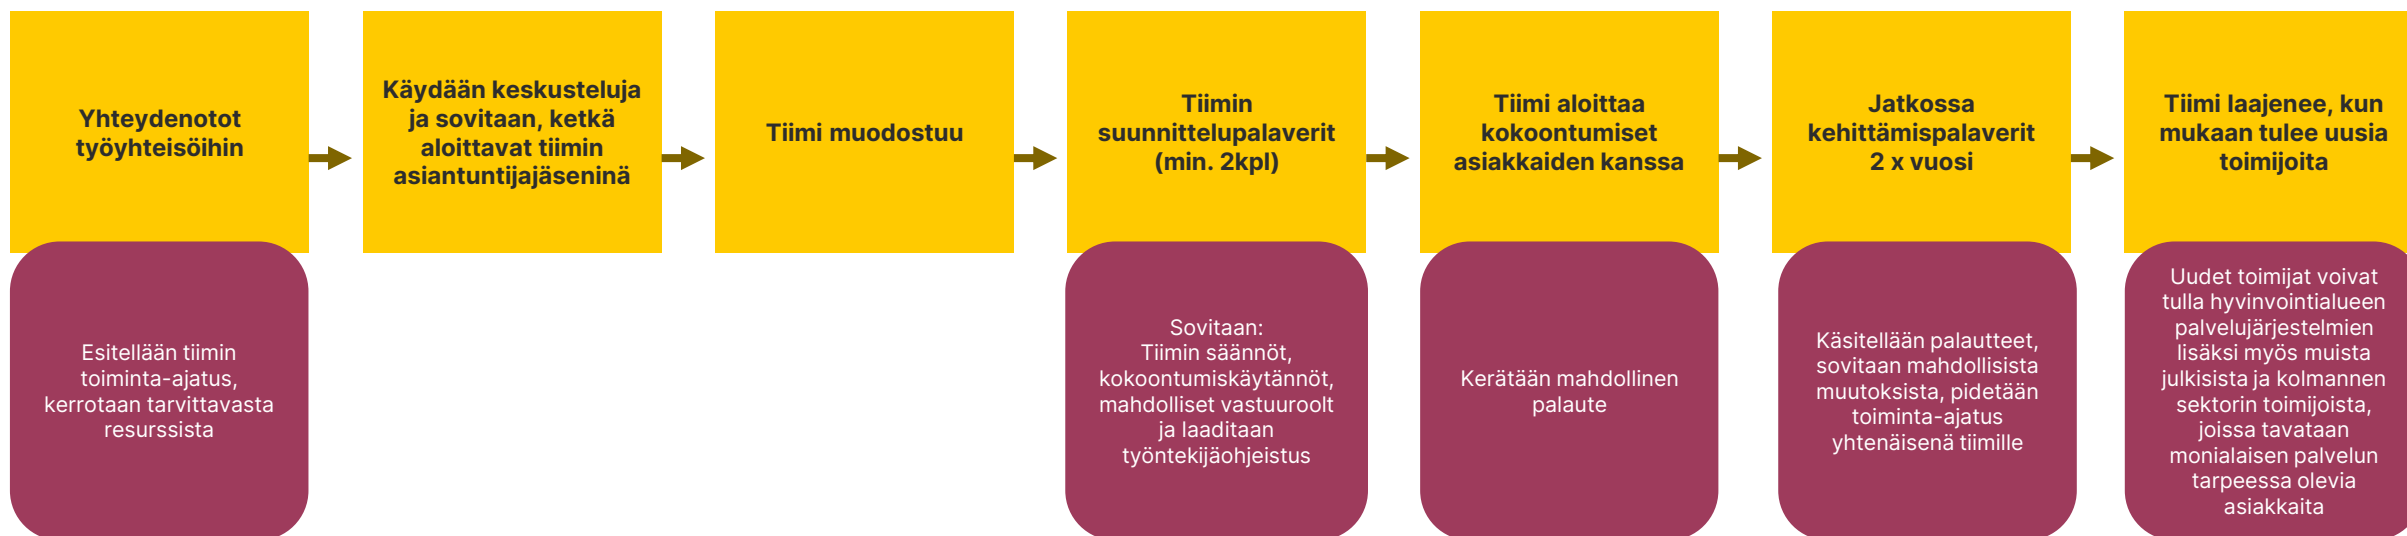 Yhteydenotot
työyhteisöihin
Käydään keskusteluja
ja sovitaan, ketkä
aloittavat tiimin
asiantuntijajäseninä
Tiimi muodostuu
Tiimin
suunnittelupalaverit
(min. 2kpl)
Tiimi aloittaa
kokoontumiset
asiakkaiden kanssa
Jatkossa
kehittämispalaverit
2 x vuosi
Tiimi laajenee, kun
mukaan tulee uusia
toimijoita
Esitellään tiimin
toiminta-ajatus,
kerrotaan tarvittavasta
resurssista
Sovitaan:
Tiimin säännöt,
kokoontumiskäytännöt,
mahdolliset vastuuroolt
ja laaditaan
työntekijäohjeistus
Kerätään mahdollinen
palaute
Käsitellään palautteet,
sovitaan mahdollisista
muutoksista, pidetään
toiminta-ajatus
yhtenäisenä tiimille
Uudet toimijat voivat
tulla hyvinvointialueen
palvelujärjestelmien
lisäksi myös muista
julkisista ja kolmannen
sektorin toimijoista,
joissa tavataan
monialaisen palvelun
tarpeessa olevia
asiakkaita